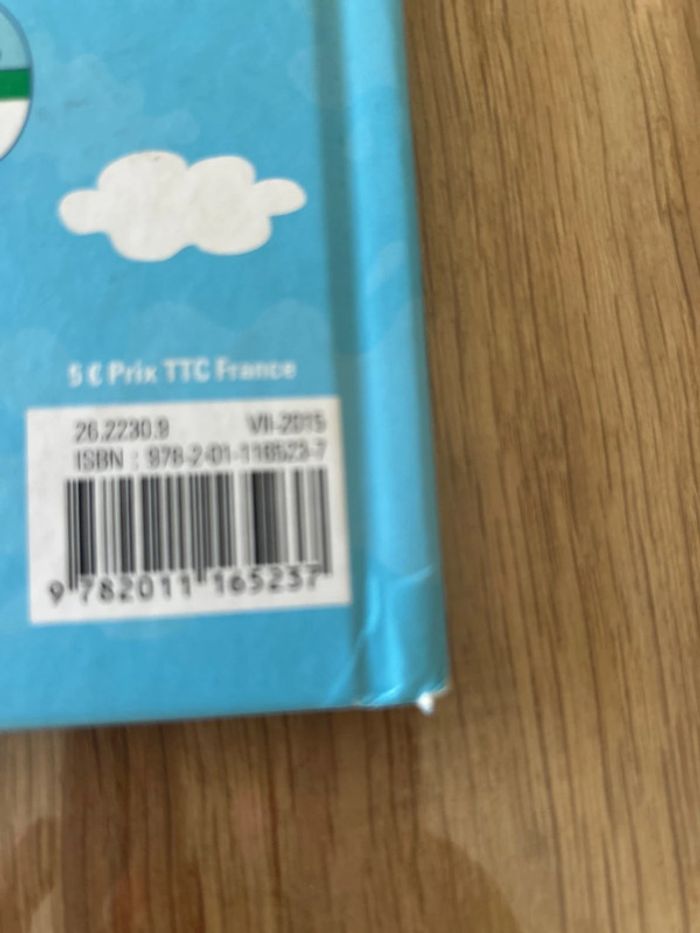 5 € Prix TTC France
26.2230.9 VII-2015
ISBN : 978-2-01-116523-7
9 782011 165237